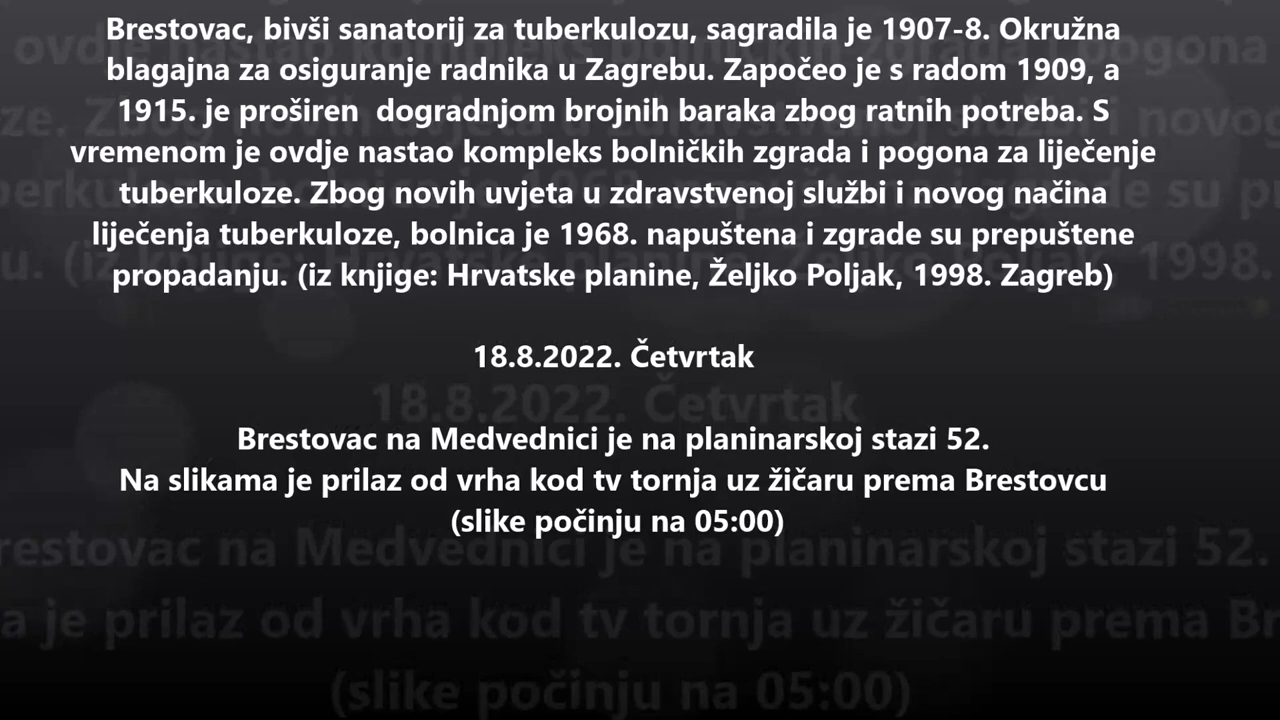 Brestovac, bivši sanatorij za tuberkulozu, sagradila je 1907-8. Okružna
blagajna za osiguranje radnika u Zagrebu. Započeo je s radom 1909, a
1915. je proširen  dogradnjom brojnih baraka zbog ratnih potreba. S
vremenom je ovdje nastao kompleks bolničkih zgrada i pogona za liječenje
tuberkuloze. Zbog novih uvjeta u zdravstvenoj službi i novog načina
liječenja tuberkuloze, bolnica je 1968. napuštena i zgrade su prepuštene
propadanju. (iz knjige: Hrvatske planine, Željko Poljak, 1998. Zagreb)
18.8.2022. Četvrtak
Brestovac na Medvednici je na planinarskoj stazi 52.
Na slikama je prilaz od vrha kod tv tornja uz žičaru prema Brestovcu
(slike počinju na 05:00)